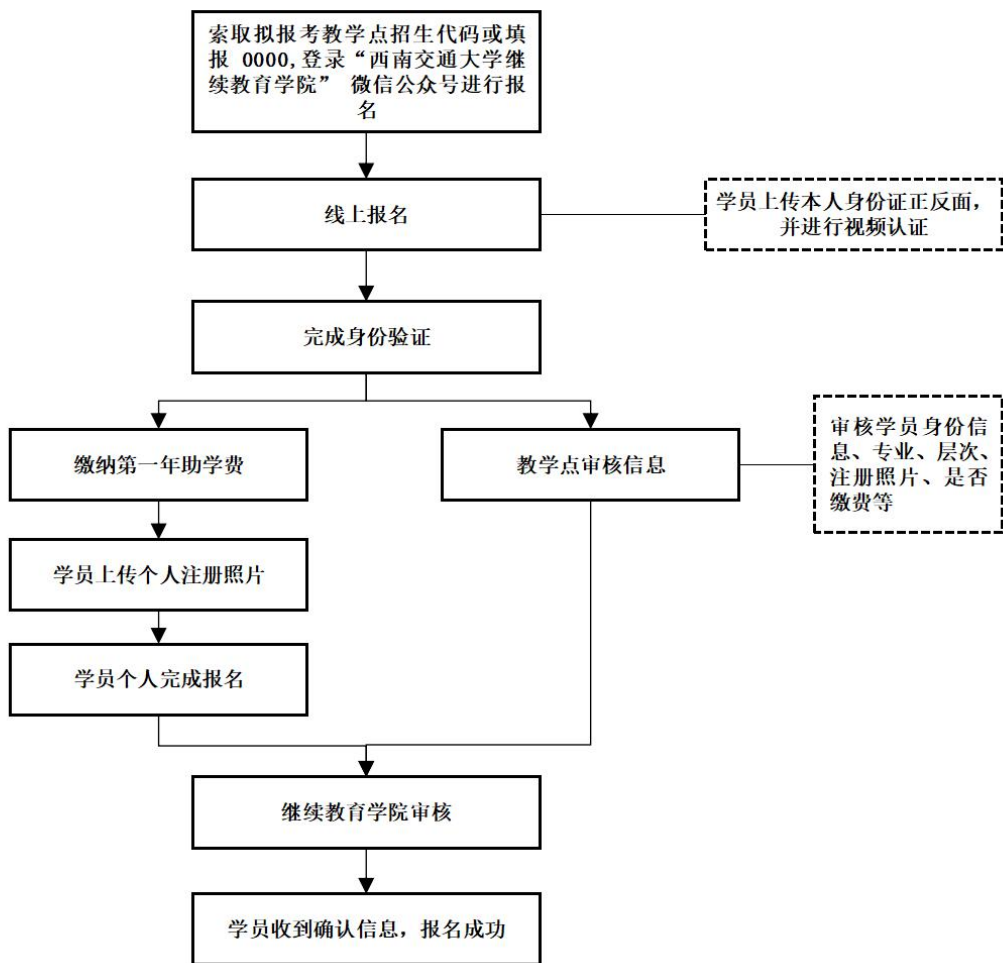 索取拟报考教学点招生代码或填
报 0000,登录“西南交通大学继
续教育学院” 微信公众号进行报
名
线上报名
学员上传本人身份证正反面，
并进行视频认证
完成身份验证
缴纳第一年助学费
教学点审核信息
审核学员身份信
息、专业、层次、
注册照片、是否
缴费等
学员上传个人注册照片
学员个人完成报名
继续教育学院审核
学员收到确认信息，报名成功